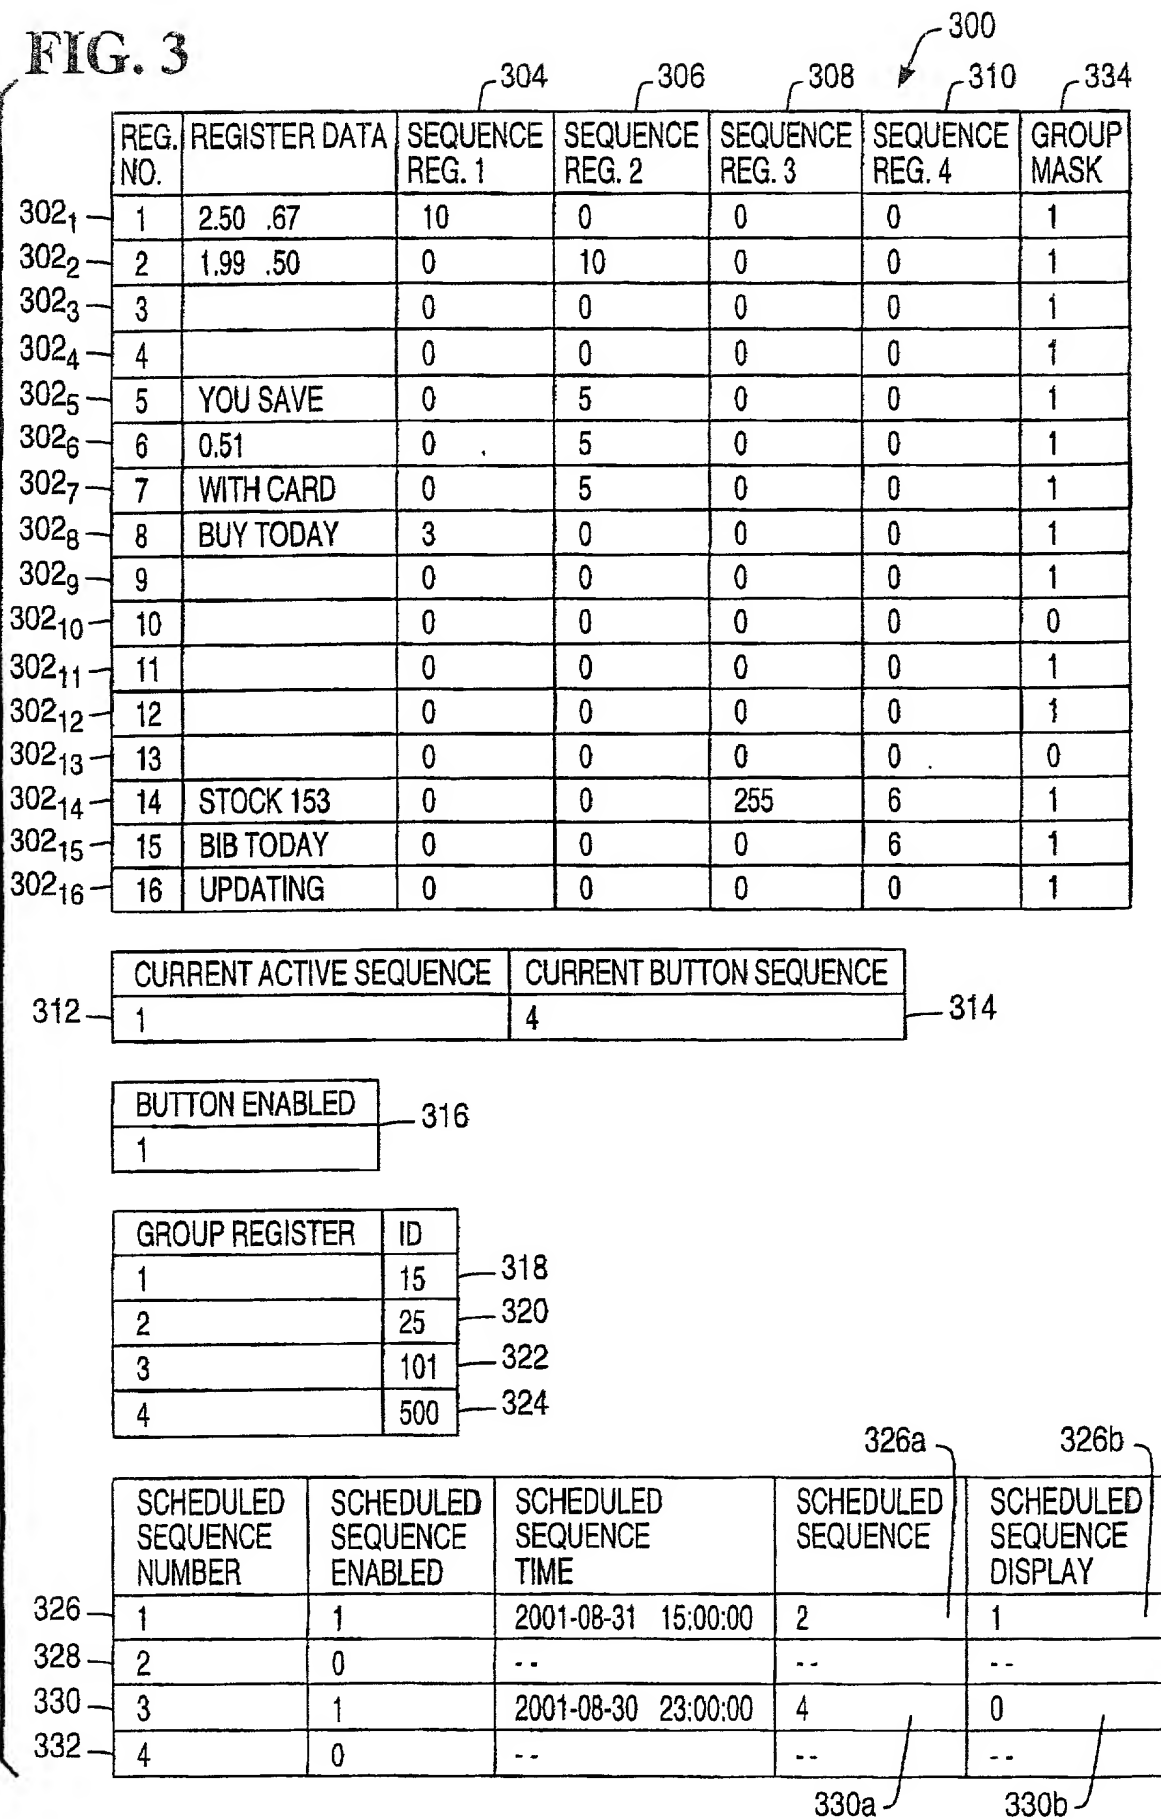 FIG. 3
300
304 306 308 310 334
REG. NO. REGISTER DATA SEQUENCE REG. 1 SEQUENCE REG. 2 SEQUENCE REG. 3 SEQUENCE REG. 4 GROUP MASK
302₁ 1 2.50 .67 10 0 0 0 1
302₂ 2 1.99 .50 0 10 0 0 1
302₃ 3 0 0 0 0 1
302₄ 4 0 0 0 0 1
302₅ 5 YOU SAVE 0 5 0 0 1
302₆ 6 0.51 0 5 0 0 1
302₇ 7 WITH CARD 0 5 0 0 1
302₈ 8 BUY TODAY 3 0 0 0 1
302₉ 9 0 0 0 0 1
302₁₀ 10 0 0 0 0 0
302₁₁ 11 0 0 0 0 1
302₁₂ 12 0 0 0 0 1
302₁₃ 13 0 0 0 0 0
302₁₄ 14 STOCK 153 0 0 255 6 1
302₁₅ 15 BIB TODAY 0 0 0 6 1
302₁₆ 16 UPDATING 0 0 0 0 1
CURRENT ACTIVE SEQUENCE CURRENT BUTTON SEQUENCE
312 1 4 314
BUTTON ENABLED
316
1
GROUP REGISTER ID
1 15 318
2 25 320
3 101 322
4 500 324
326a 326b
SCHEDULED SEQUENCE NUMBER SCHEDULED SEQUENCE ENABLED SCHEDULED SEQUENCE TIME SCHEDULED SEQUENCE SCHEDULED SEQUENCE DISPLAY
326 1 1 2001-08-31 15:00:00 2 1
328 2 0 -- -- --
330 3 1 2001-08-30 23:00:00 4 0
332 4 0 -- -- --
330a 330b